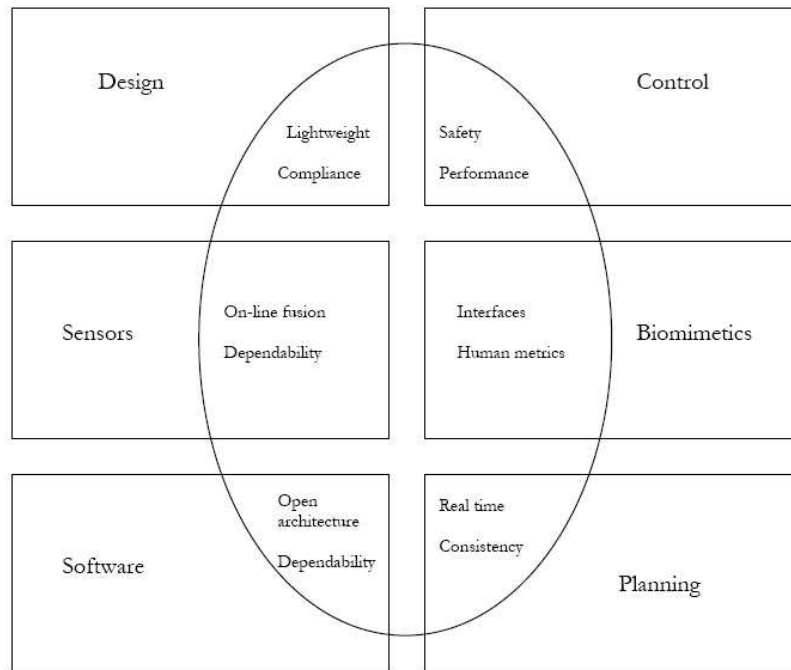 Design
Lightweight
Compliance
Control
Safety
Performance
Sensors
On-line fusion
Dependability
Interfaces
Human metrics
Biomimetics
Software
Open
architecture
Dependability
Real time
Consistency
Planning